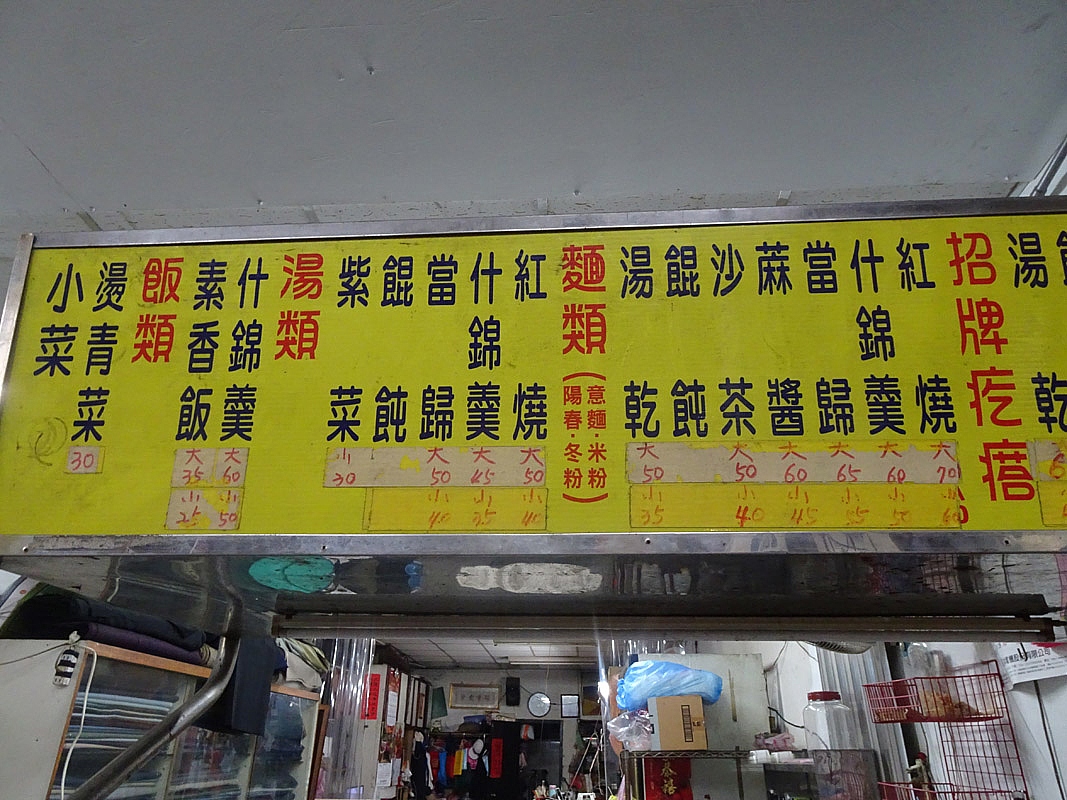 湯乾
招牌疙瘩
紅燒 大70 小60
什錦羹 大60 小50
當歸 大65 小55
蔴醬 大60 小45
沙茶 大50 小40
餛飩
湯乾 大50 小35
麵類
(意麵·米粉
陽春·冬粉)
紅燒 大50 小40
什錦羹 大45 小35
當歸 大50 小40
餛飩
紫菜 小30
湯類
什錦羹 大60 小50
素香飯 大35 小25
飯類
燙青菜 30
小菜